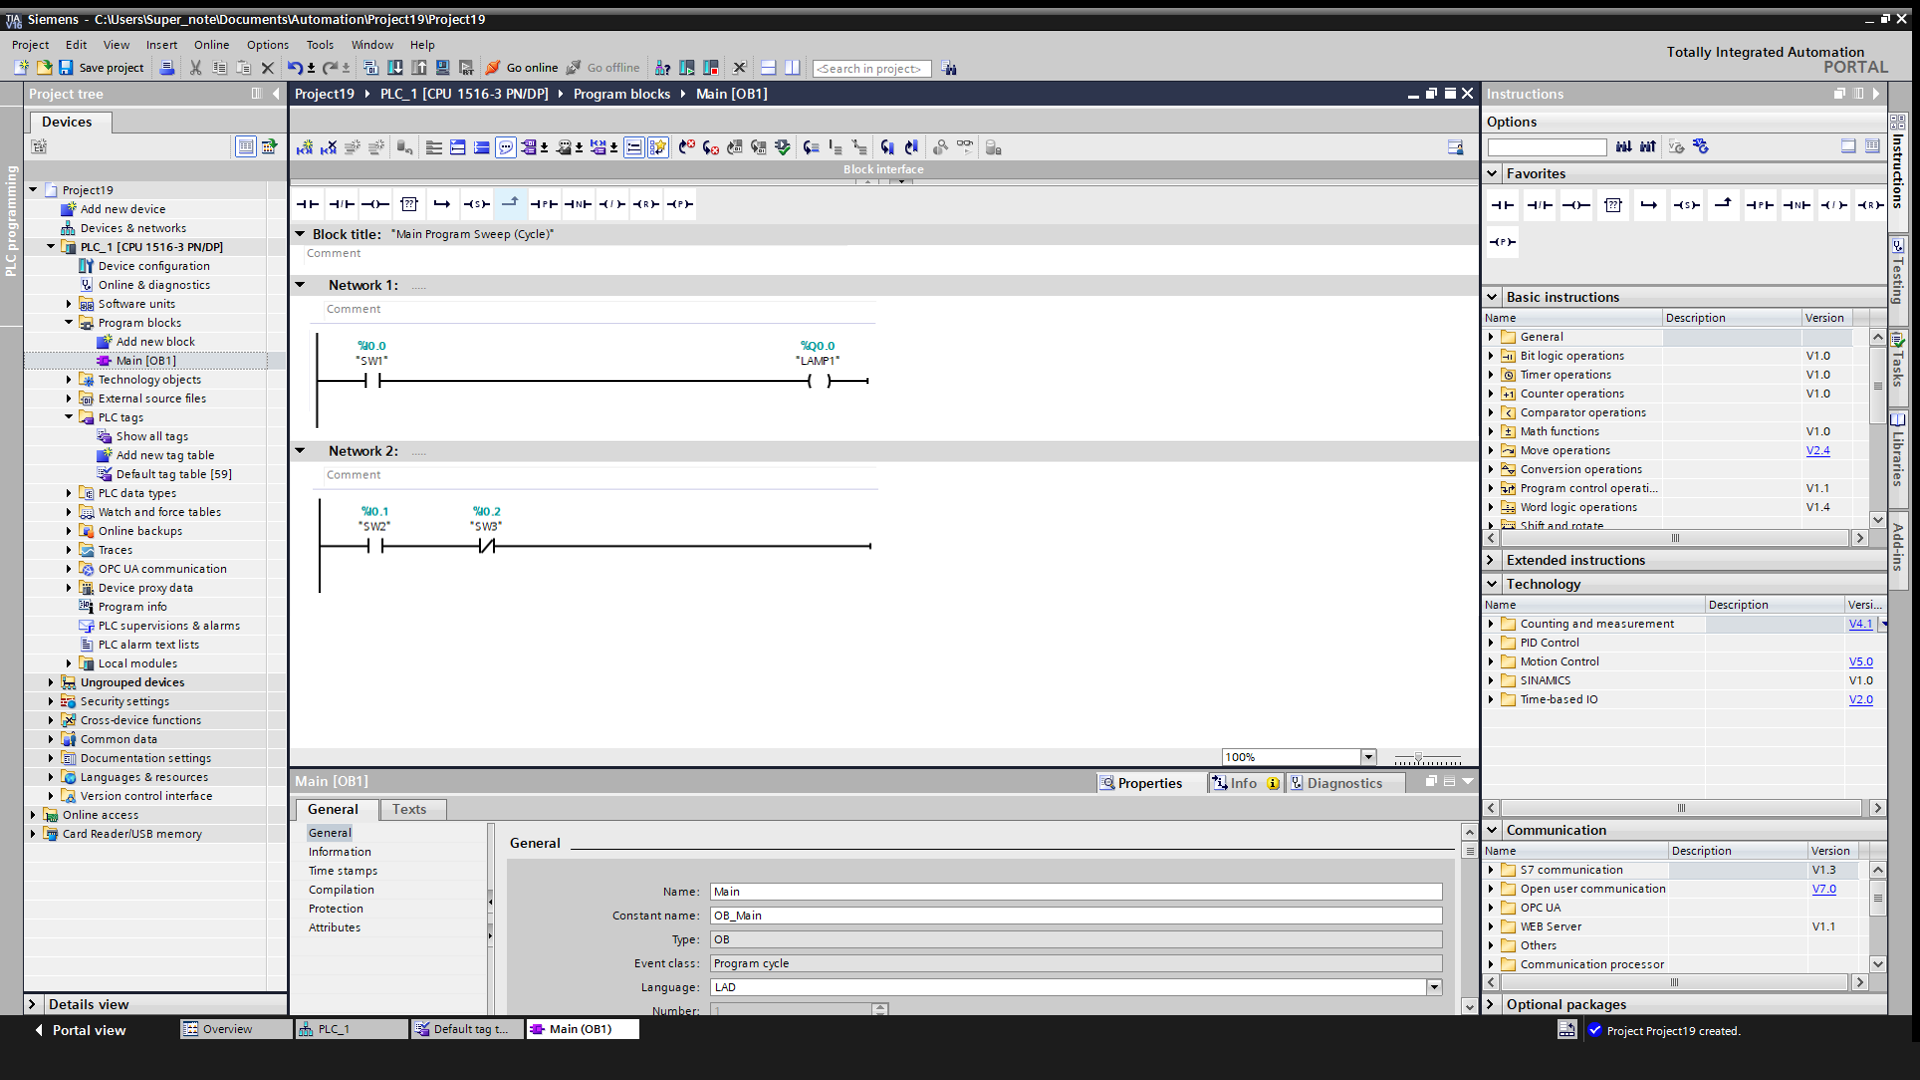 Siemens - C:\Users\Super_note\Documents\Automation\Project19\Project19
Project Edit View Insert Online Options Tools Window Help
Totally Integrated Automation
PORTAL
Save project
Go online
Go offline
<Search in project>
Project tree
Devices
PLC programming
Project19
Add new device
Devices & networks
PLC_1 [CPU 1516-3 PN/DP]
Device configuration
Online & diagnostics
Software units
Program blocks
Add new block
Main [OB1]
Technology objects
External source files
PLC tags
Show all tags
Add new tag table
Default tag table [59]
PLC data types
Watch and force tables
Online backups
Traces
OPC UA communication
Device proxy data
Program info
PLC supervisions & alarms
PLC alarm text lists
Local modules
Ungrouped devices
Security settings
Cross-device functions
Common data
Documentation settings
Languages & resources
Version control interface
Online access
Card Reader/USB memory
Details view
Project19 PLC_1 [CPU 1516-3 PN/DP] Program blocks Main [OB1]
Block interface
Block title: "Main Program Sweep (Cycle)"
Comment
Network 1: .....
Comment
%I0.0
"SW1"
%Q0.0
"LAMP1"
Network 2: .....
Comment
%I0.1
"SW2"
%I0.2
"SW3"
100%
Main [OB1]
Properties Info Diagnostics
General Texts
General
Information
Time stamps
Compilation
Protection
Attributes
General
Name: Main
Constant name: OB_Main
Type: OB
Event class: Program cycle
Language: LAD
Number: 1
Instructions
Options
Favorites
Basic instructions
Name Description Version
General
Bit logic operations V1.0
Timer operations V1.0
Counter operations V1.0
Comparator operations
Math functions V1.0
Move operations V2.4
Conversion operations
Program control operati... V1.1
Word logic operations V1.4
Shift and rotate
Extended instructions
Technology
Name Description Versi...
Counting and measurement V4.1
PID Control
Motion Control V5.0
SINAMICS V1.0
Time-based IO V2.0
Communication
Name Description Version
S7 communication V1.3
Open user communication V7.0
OPC UA
WEB Server V1.1
Others
Communication processor
Optional packages
Instructions
Testing
Tasks
Libraries
Add-ins
Portal view
Overview
PLC_1
Default tag t...
Main (OB1)
Project Project19 created.